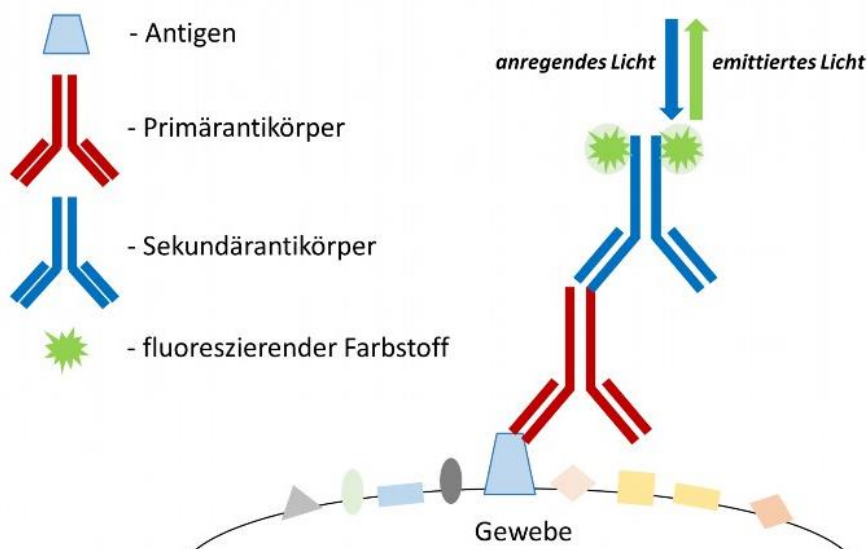 - Antigen
- Primärantikörper
- Sekundärantikörper
- fluoreszierender Farbstoff
anregendes Licht
emittiertes Licht
Gewebe